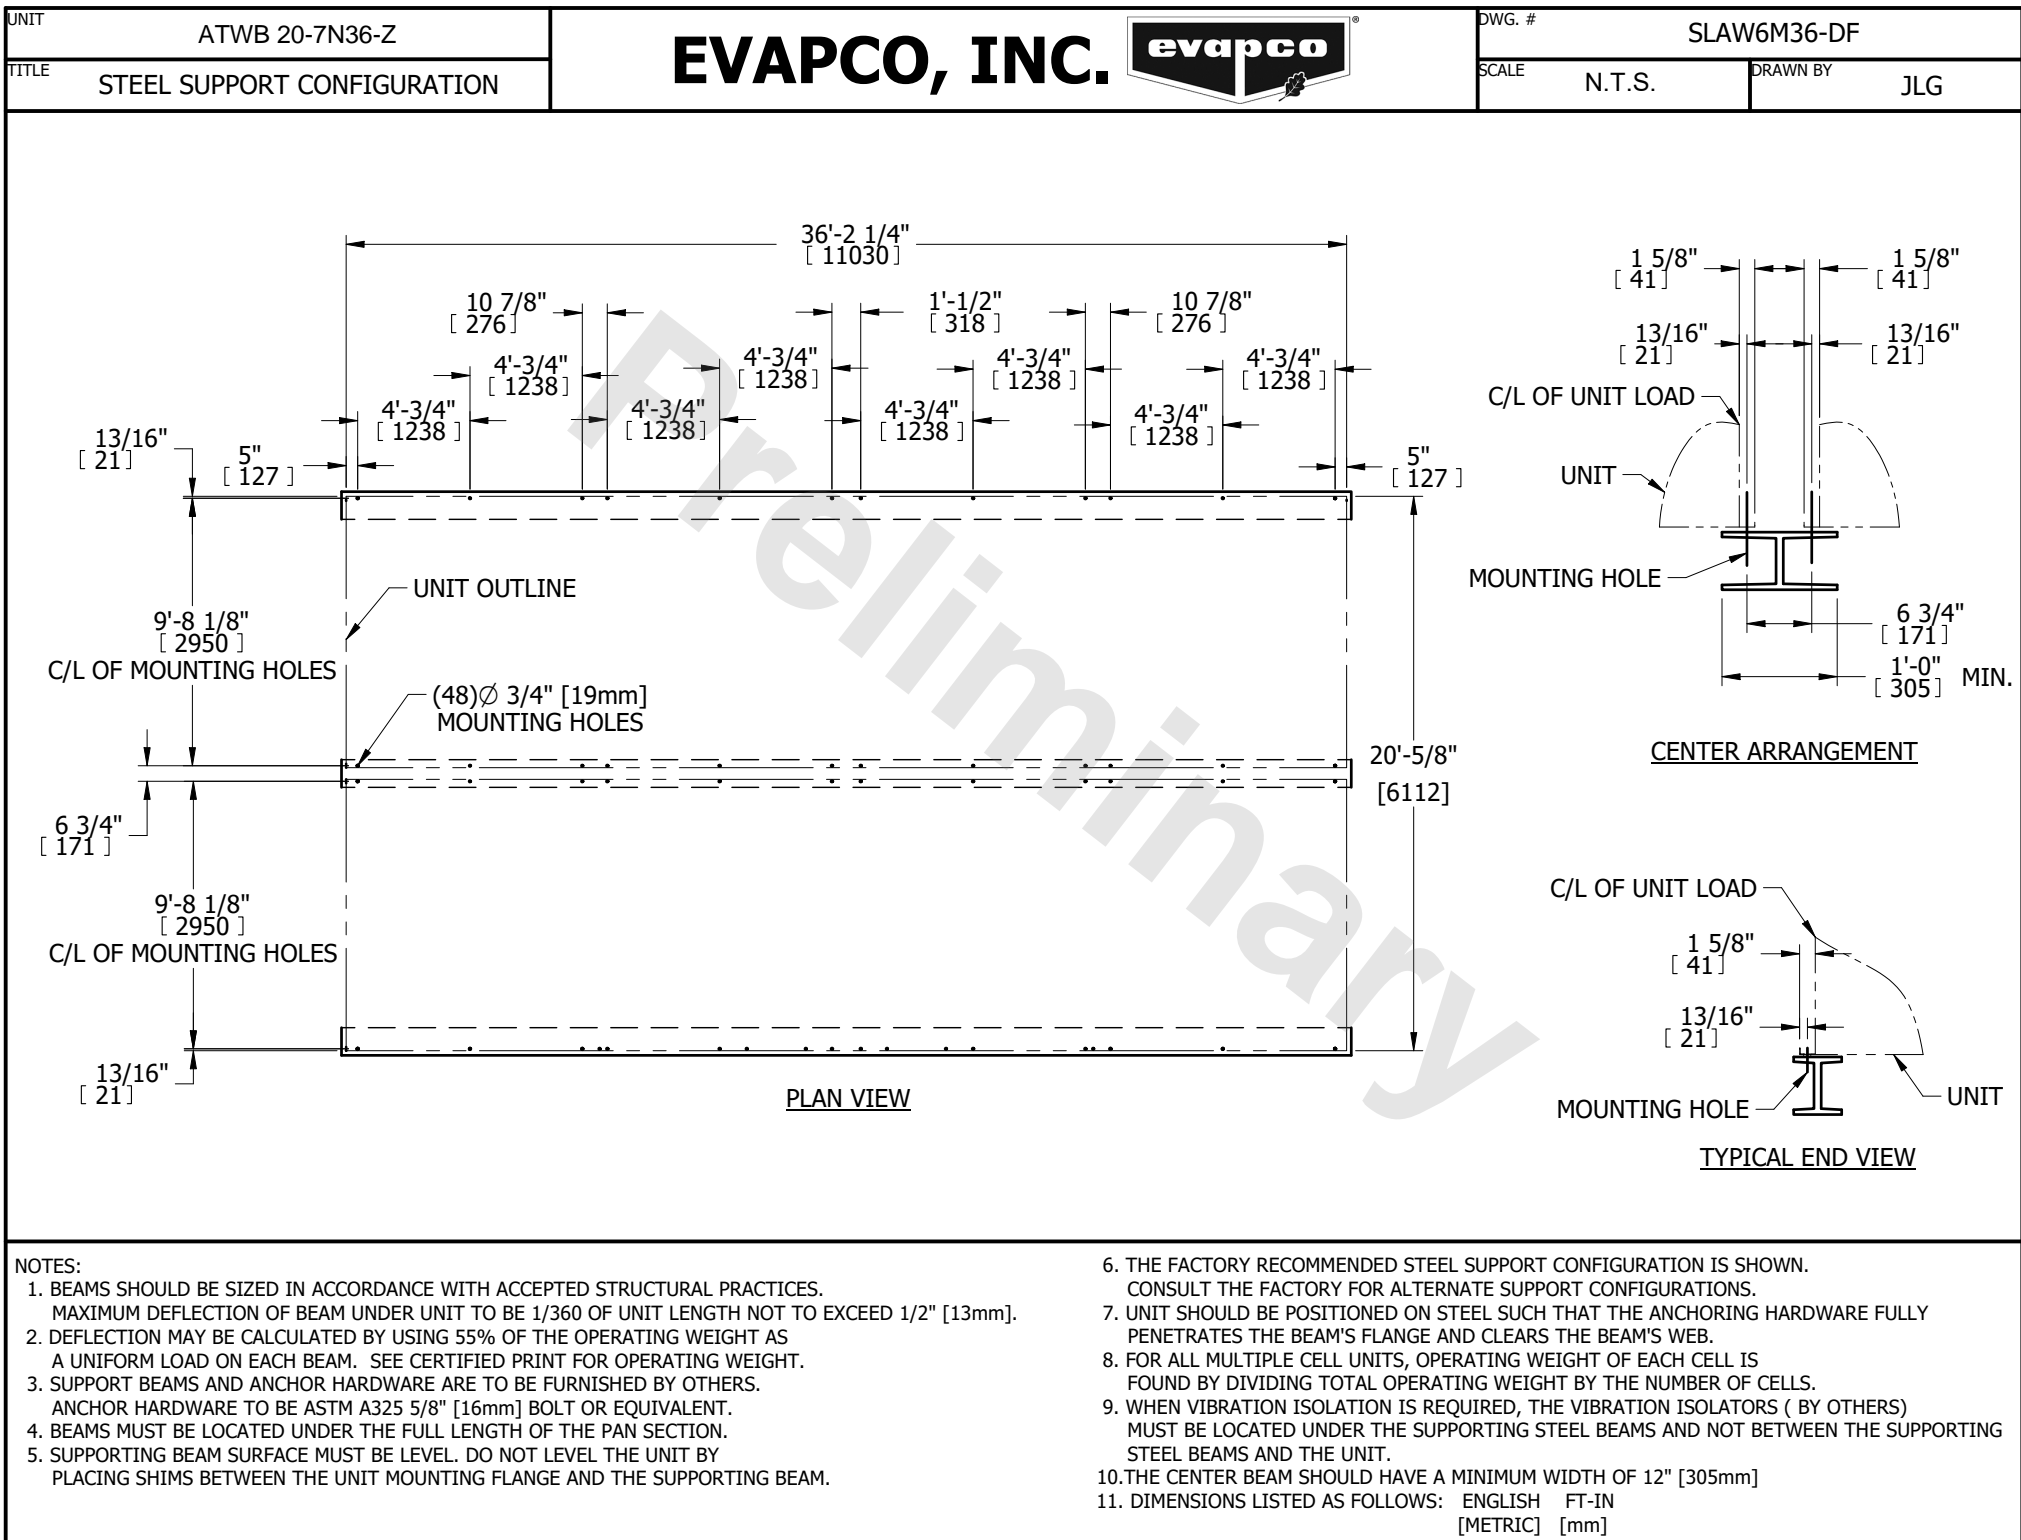 UNIT
ATWB 20-7N36-Z
TITLE
STEEL SUPPORT CONFIGURATION
EVAPCO, INC.
evapco
®
DWG. #
SLAW6M36-DF
SCALE
N.T.S.
DRAWN BY
JLG
36'-2 1/4"
[ 11030]
10 7/8"
[ 276]
1'-1/2"
[ 318 ]
10 7/8"
[ 276 ]
4'-3/4"
[ 1238]
4'-3/4"
[ 1238]
4'-3/4"
[ 1238]
4'-3/4"
[ 1238]
4'-3/4"
[ 1238 ]
4'-3/4"
[ 1238]
4'-3/4"
[ 1238]
4'-3/4"
[ 1238]
13/16"
[ 21]
5"
[ 127 ]
5"
[ 127 ]
UNIT OUTLINE
9'-8 1/8"
[ 2950 ]
C/L OF MOUNTING HOLES
(48)Ø 3/4" [19mm]
MOUNTING HOLES
6 3/4"
[ 171 ]
20'-5/8"
[6112]
9'-8 1/8"
[ 2950 ]
C/L OF MOUNTING HOLES
13/16"
[ 21]
PLAN VIEW
Preliminary
1 5/8"
[ 41]
1 5/8"
[ 41]
13/16"
[ 21]
13/16"
[ 21]
C/L OF UNIT LOAD
UNIT
MOUNTING HOLE
6 3/4"
[ 171]
1'-0"
[ 305]
MIN.
CENTER ARRANGEMENT
C/L OF UNIT LOAD
1 5/8"
[ 41]
13/16"
[ 21]
MOUNTING HOLE
UNIT
TYPICAL END VIEW
NOTES:
1. BEAMS SHOULD BE SIZED IN ACCORDANCE WITH ACCEPTED STRUCTURAL PRACTICES.
MAXIMUM DEFLECTION OF BEAM UNDER UNIT TO BE 1/360 OF UNIT LENGTH NOT TO EXCEED 1/2" [13mm].
2. DEFLECTION MAY BE CALCULATED BY USING 55% OF THE OPERATING WEIGHT AS
A UNIFORM LOAD ON EACH BEAM. SEE CERTIFIED PRINT FOR OPERATING WEIGHT.
3. SUPPORT BEAMS AND ANCHOR HARDWARE ARE TO BE FURNISHED BY OTHERS.
ANCHOR HARDWARE TO BE ASTM A325 5/8" [16mm] BOLT OR EQUIVALENT.
4. BEAMS MUST BE LOCATED UNDER THE FULL LENGTH OF THE PAN SECTION.
5. SUPPORTING BEAM SURFACE MUST BE LEVEL. DO NOT LEVEL THE UNIT BY
PLACING SHIMS BETWEEN THE UNIT MOUNTING FLANGE AND THE SUPPORTING BEAM.
6. THE FACTORY RECOMMENDED STEEL SUPPORT CONFIGURATION IS SHOWN.
CONSULT THE FACTORY FOR ALTERNATE SUPPORT CONFIGURATIONS.
7. UNIT SHOULD BE POSITIONED ON STEEL SUCH THAT THE ANCHORING HARDWARE FULLY
PENETRATES THE BEAM'S FLANGE AND CLEARS THE BEAM'S WEB.
8. FOR ALL MULTIPLE CELL UNITS, OPERATING WEIGHT OF EACH CELL IS
FOUND BY DIVIDING TOTAL OPERATING WEIGHT BY THE NUMBER OF CELLS.
9. WHEN VIBRATION ISOLATION IS REQUIRED, THE VIBRATION ISOLATORS ( BY OTHERS)
MUST BE LOCATED UNDER THE SUPPORTING STEEL BEAMS AND NOT BETWEEN THE SUPPORTING
STEEL BEAMS AND THE UNIT.
10.THE CENTER BEAM SHOULD HAVE A MINIMUM WIDTH OF 12" [305mm]
11. DIMENSIONS LISTED AS FOLLOWS: ENGLISH FT-IN
[METRIC] [mm]